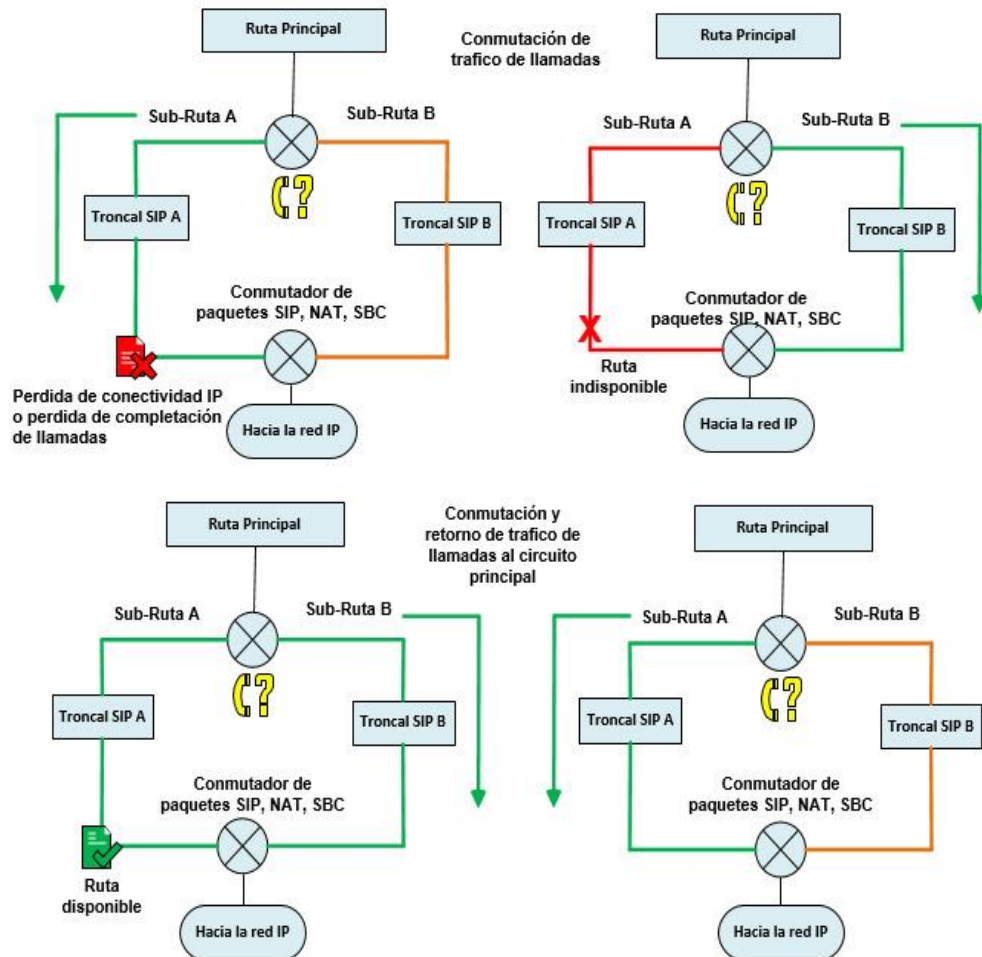 Ruta Principal
Conmutación de
trafico de llamadas
Sub-Ruta A
Sub-Ruta B
Troncal SIP A
Troncal SIP B
Conmutador de
paquetes SIP, NAT, SBC
Perdida de conectividad IP
o perdida de completación
de llamadas
Hacia la red IP
Ruta Principal
Sub-Ruta A
Sub-Ruta B
Troncal SIP A
Troncal SIP B
Conmutador de
paquetes SIP, NAT, SBC
X
Ruta
indisponible
Hacia la red IP
Ruta Principal
Conmutación y
retorno de trafico de
llamadas al circuito
principal
Sub-Ruta A
Sub-Ruta B
Troncal SIP A
Troncal SIP B
Conmutador de
paquetes SIP, NAT, SBC
Ruta
disponible
Hacia la red IP
Ruta Principal
Sub-Ruta A
Sub-Ruta B
Troncal SIP A
Troncal SIP B
Conmutador de
paquetes SIP, NAT, SBC
Hacia la red IP